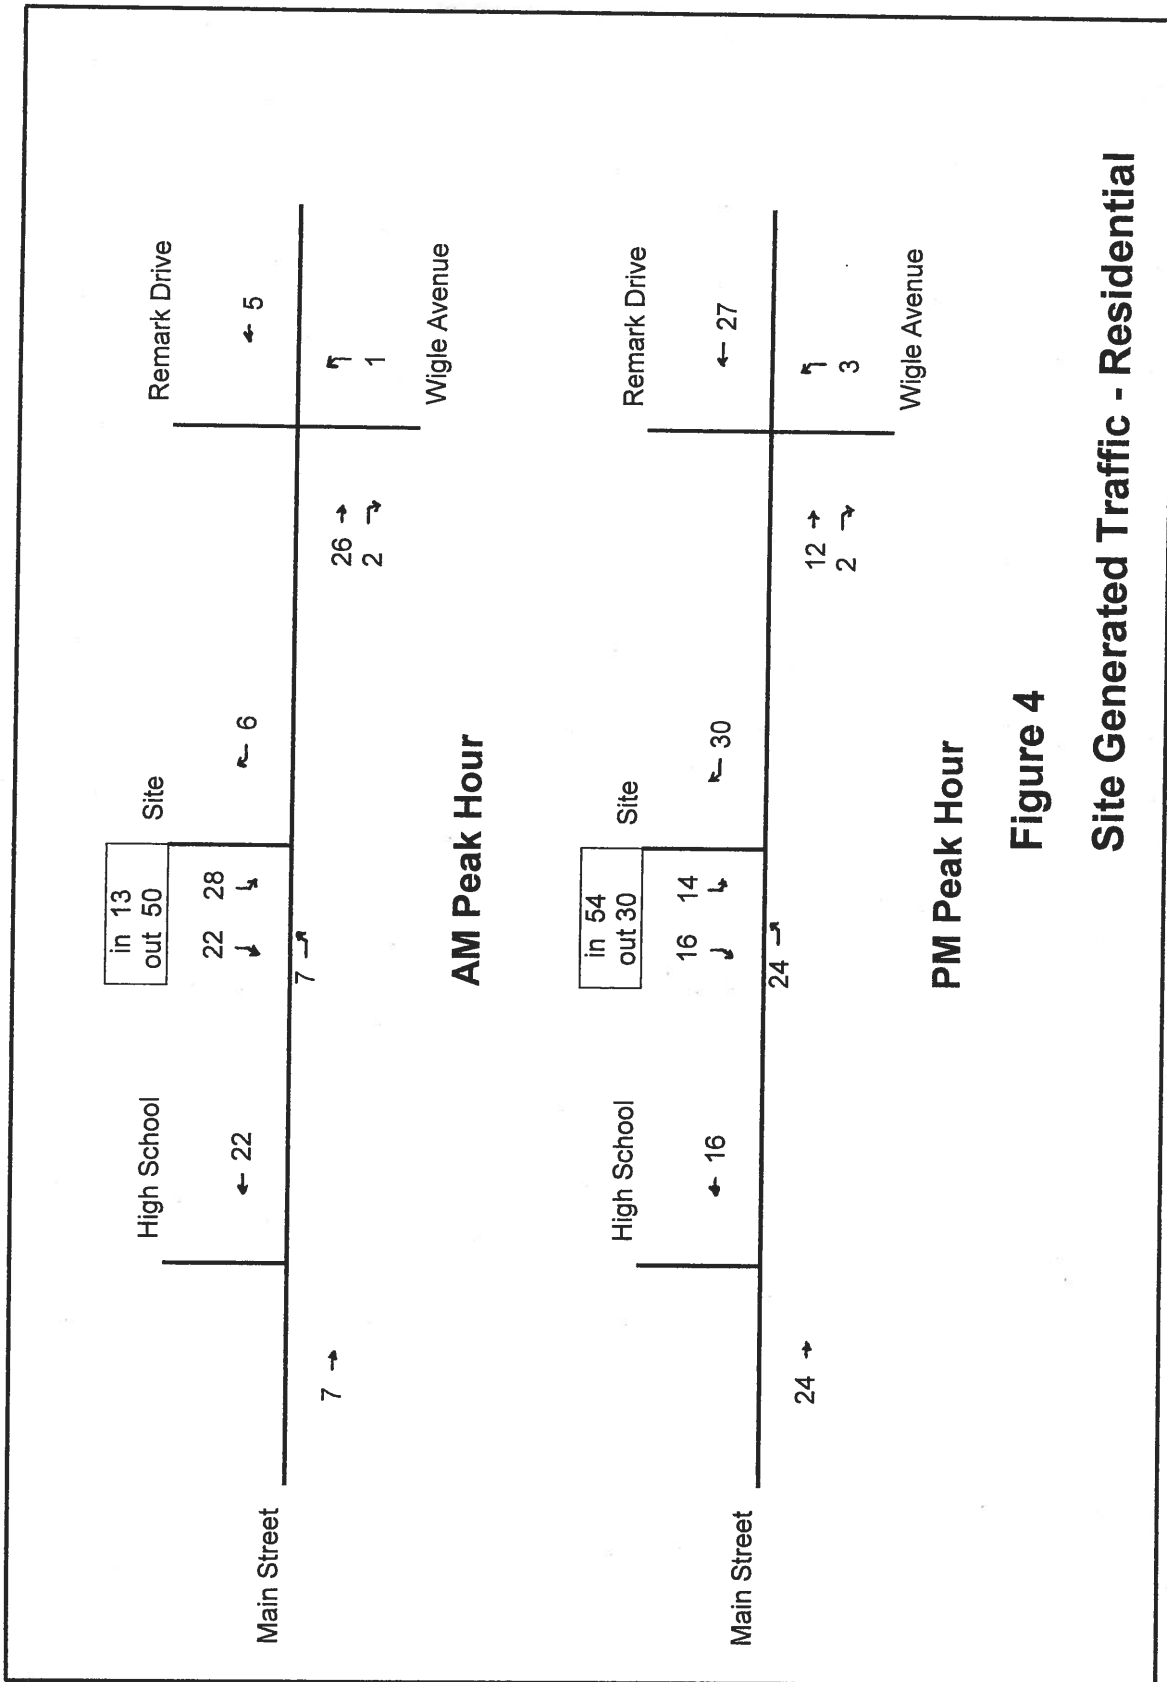 in 13
out 50
Site
Remark Drive
High School
22 28
← 22
6
← 5
Main Street
7
7 →
26 →
2
1
Wigle Avenue
AM Peak Hour
in 54
out 30
Site
Remark Drive
High School
16 14
← 16
30
← 27
Main Street
24
24 →
12 →
2
3
Wigle Avenue
PM Peak Hour
Figure 4
Site Generated Traffic - Residential